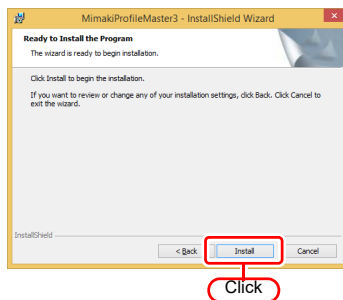 MimakiProfileMaster3 - InstallShield Wizard
Ready to Install the Program
The wizard is ready to begin installation.
Click Install to begin the installation.
If you want to review or change any of your installation settings, click Back. Click Cancel to
exit the wizard.
InstallShield
< Back Install Cancel
Click